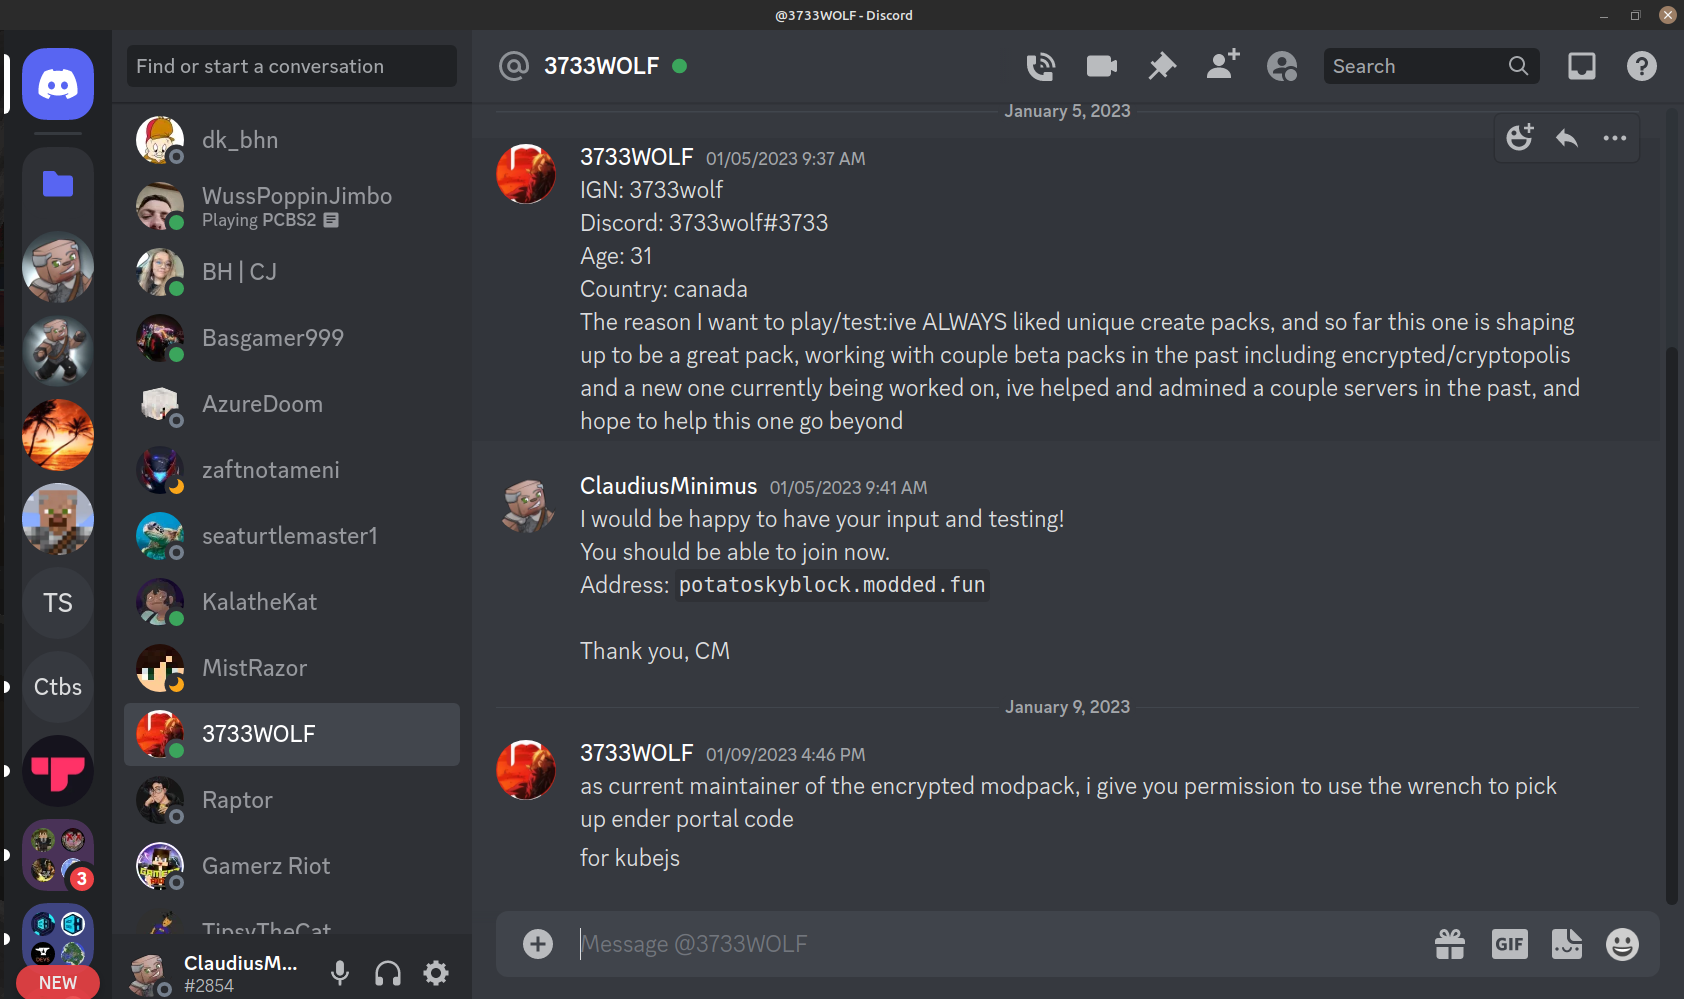 @3733WOLF - Discord
Find or start a conversation
3733WOLF
Search
dk_bhn
WussPoppinJimbo
Playing PCBS2
BH | CJ
Basgamer999
AzureDoom
zaftnotameni
seaturtlemaster1
KalatheKat
MistRazor
3733WOLF
Raptor
Gamerz Riot
TipsyTheCat
ClaudiusM...
#2854
TS
Ctbs
3
NEW
January 5, 2023
3733WOLF 01/05/2023 9:37 AM
IGN: 3733wolf
Discord: 3733wolf#3733
Age: 31
Country: canada
The reason I want to play/test:ive ALWAYS liked unique create packs, and so far this one is shaping
up to be a great pack, working with couple beta packs in the past including encrypted/cryptopolis
and a new one currently being worked on, ive helped and admined a couple servers in the past, and
hope to help this one go beyond
ClaudiusMinimus 01/05/2023 9:41 AM
I would be happy to have your input and testing!
You should be able to join now.
Address: potatoskyblock.modded.fun
Thank you, CM
January 9, 2023
3733WOLF 01/09/2023 4:46 PM
as current maintainer of the encrypted modpack, i give you permission to use the wrench to pick
up ender portal code
for kubejs
Message @3733WOLF
GIF